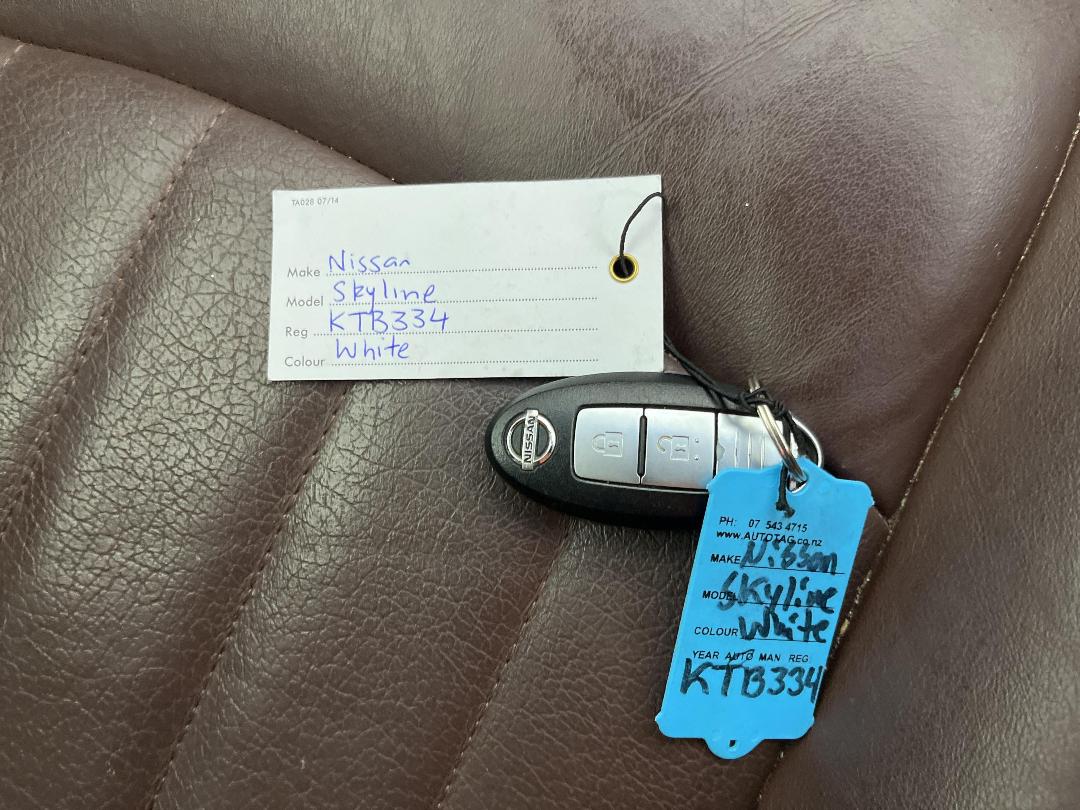 TA028 07/14
Make Nissan
Model Skyline
Reg KTB334
Colour White
NISSAN
PH: 07 543 4715
www.AUTOTAG.co.nz
MAKE Nissan
MODEL Skyline
COLOUR White
YEAR AUTO MAN REG
KTB334